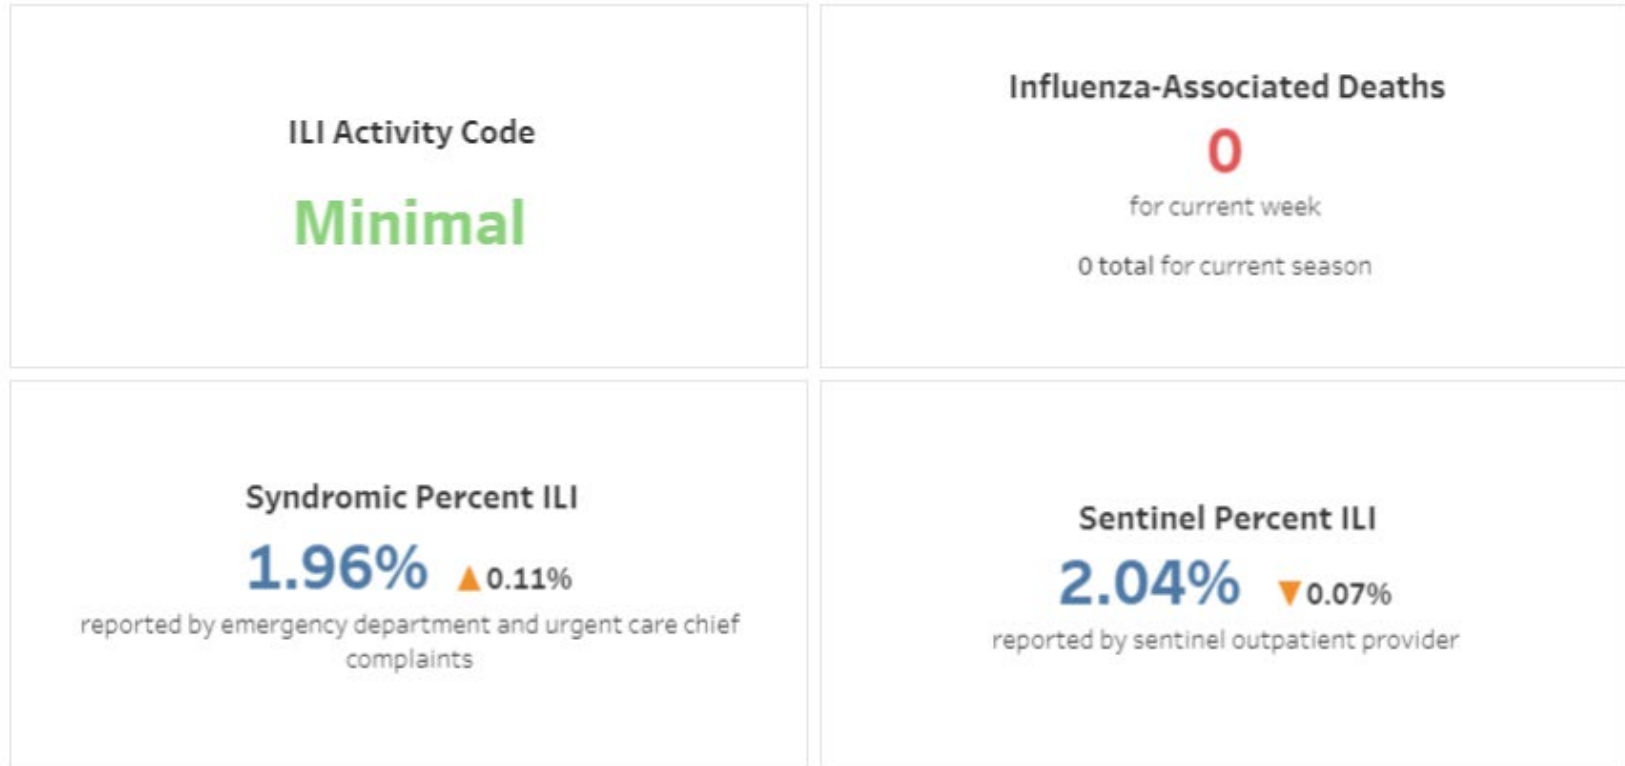 ILI Activity Code
Minimal
Influenza-Associated Deaths
0
for current week
0 total for current season
Syndromic Percent ILI
1.96% ▲0.11%
reported by emergency department and urgent care chief
complaints
Sentinel Percent ILI
2.04% ▼0.07%
reported by sentinel outpatient provider